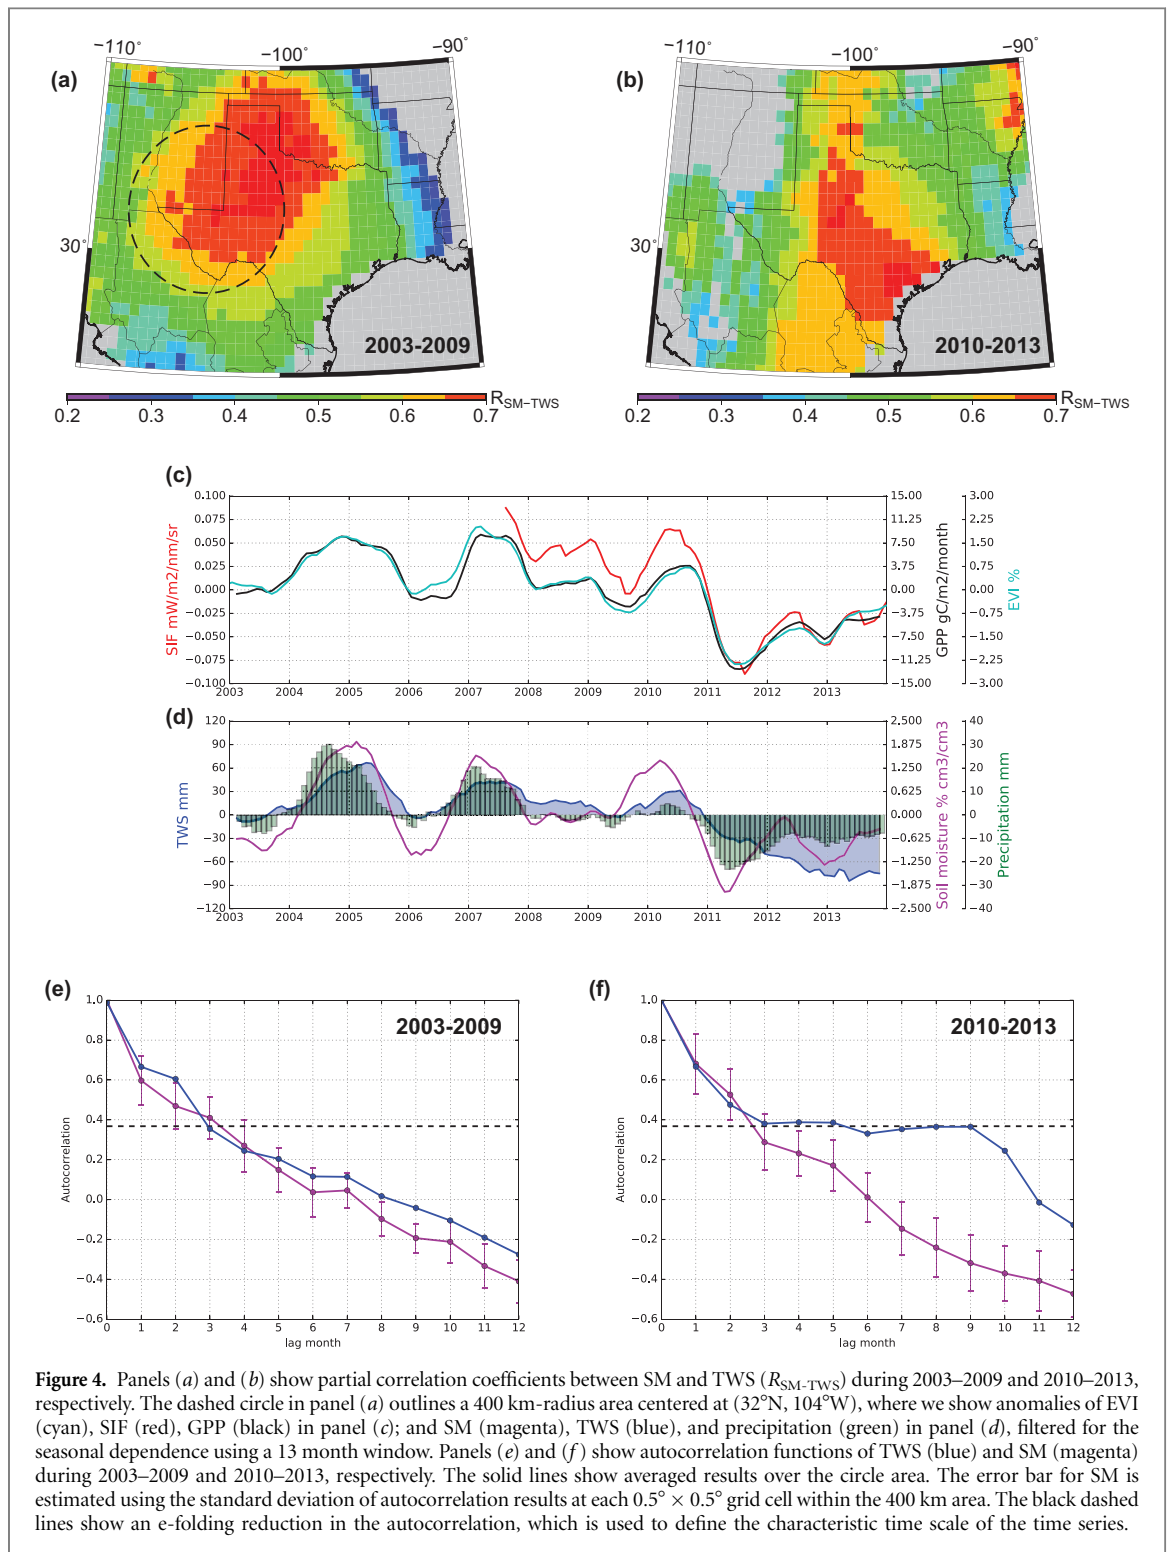 −110°
−100°
−90°
(a)
30°
2003-2009
0.2 0.3 0.4 0.5 0.6 0.7
R_SM−TWS
−110°
−100°
−90°
(b)
30°
2010-2013
0.2 0.3 0.4 0.5 0.6 0.7
R_SM−TWS
(c)
SIF mW/m2/nm/sr
0.100
0.075
0.050
0.025
0.000
−0.025
−0.050
−0.075
−0.100
15.00
11.25
7.50
3.75
0.00
−3.75
−7.50
−11.25
−15.00
GPP gC/m2/month
3.00
2.25
1.50
0.75
0.00
−0.75
−1.50
−2.25
−3.00
EVI %
2003 2004 2005 2006 2007 2008 2009 2010 2011 2012 2013
(d)
TWS mm
120
90
60
30
0
−30
−60
−90
−120
2.500
1.875
1.250
0.625
0.000
−0.625
−1.250
−1.875
−2.500
Soil moisture % cm3/cm3
40
30
20
10
0
−10
−20
−30
−40
Precipitation mm
2003 2004 2005 2006 2007 2008 2009 2010 2011 2012 2013
(e)
2003-2009
Autocorrelation
1.0
0.8
0.6
0.4
0.2
0.0
−0.2
−0.4
−0.6
0 1 2 3 4 5 6 7 8 9 10 11 12
lag month
(f)
2010-2013
Autocorrelation
1.0
0.8
0.6
0.4
0.2
0.0
−0.2
−0.4
−0.6
0 1 2 3 4 5 6 7 8 9 10 11 12
lag month
Figure 4. Panels (a) and (b) show partial correlation coefficients between SM and TWS (R_SM-TWS) during 2003–2009 and 2010–2013,
respectively. The dashed circle in panel (a) outlines a 400 km-radius area centered at (32°N, 104°W), where we show anomalies of EVI
(cyan), SIF (red), GPP (black) in panel (c); and SM (magenta), TWS (blue), and precipitation (green) in panel (d), filtered for the
seasonal dependence using a 13 month window. Panels (e) and (f) show autocorrelation functions of TWS (blue) and SM (magenta)
during 2003–2009 and 2010–2013, respectively. The solid lines show averaged results over the circle area. The error bar for SM is
estimated using the standard deviation of autocorrelation results at each 0.5° × 0.5° grid cell within the 400 km area. The black dashed
lines show an e-folding reduction in the autocorrelation, which is used to define the characteristic time scale of the time series.